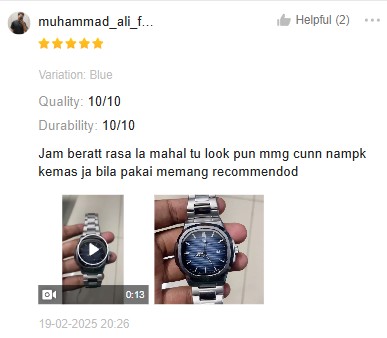 muhammad_ali_f...
Helpful (2)
Variation: Blue
Quality: 10/10
Durability: 10/10
Jam beratt rasa la mahal tu look pun mmg cunn nampk
kemas ja bila pakai memang recommendod
0:13
19-02-2025 20:26